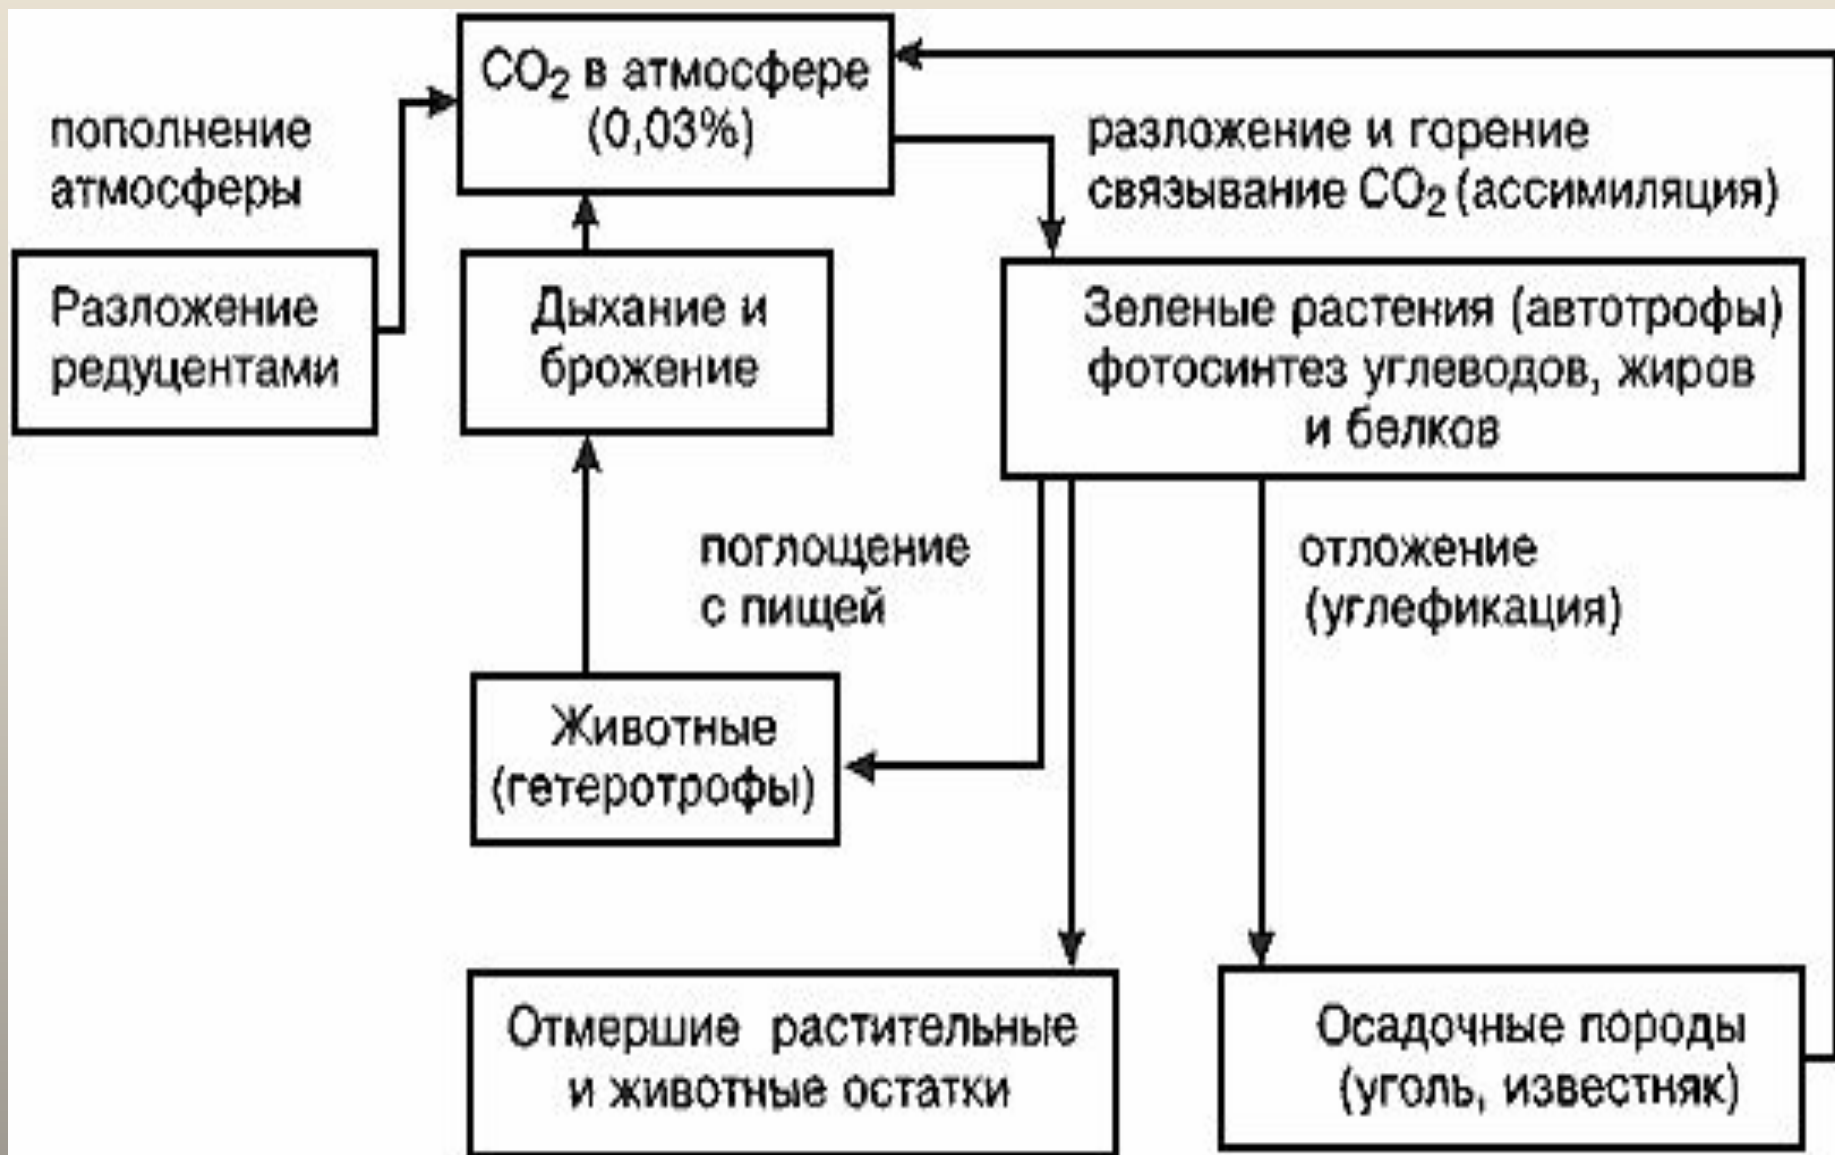 CO₂ в атмосфере
(0,03%)
пополнение
атмосферы
разложение и горение
связывание CO₂ (ассимиляция)
Разложение
редуцентами
Дыхание и
брожение
Зеленые растения (автотрофы)
фотосинтез углеводов, жиров
и белков
поглощение
с пищей
отложение
(углефикация)
Животные
(гетеротрофы)
Отмершие растительные
и животные остатки
Осадочные породы
(уголь, известняк)